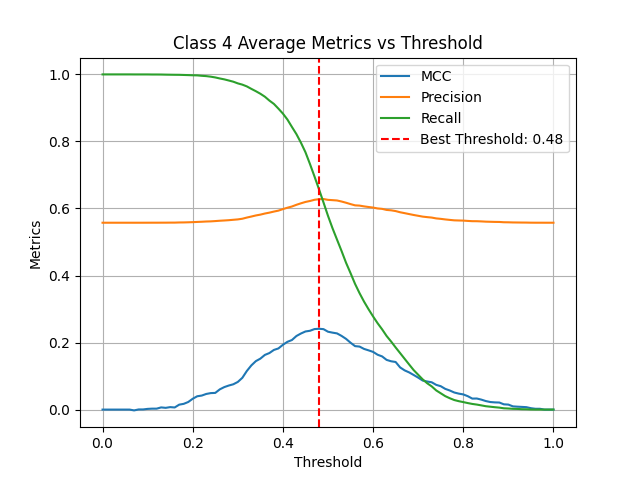 Class 4 Average Metrics vs Threshold
MCC
Precision
Recall
Best Threshold: 0.48
1.0
0.8
0.6
0.4
0.2
0.0
Metrics
0.0 0.2 0.4 0.6 0.8 1.0
Threshold